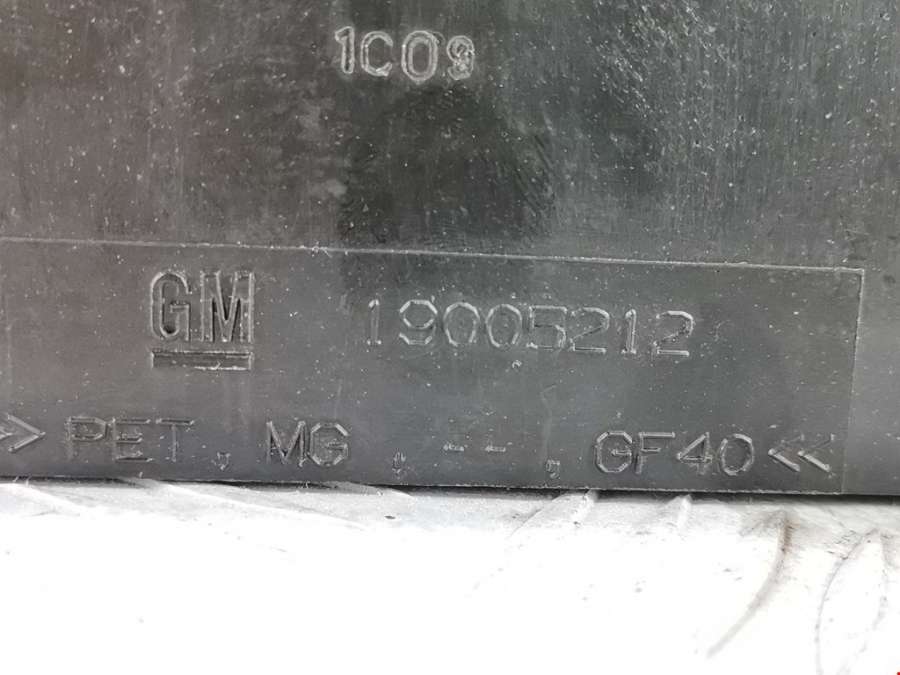 1C09
GM 19005212
>PET, MG , -- , GF40<<